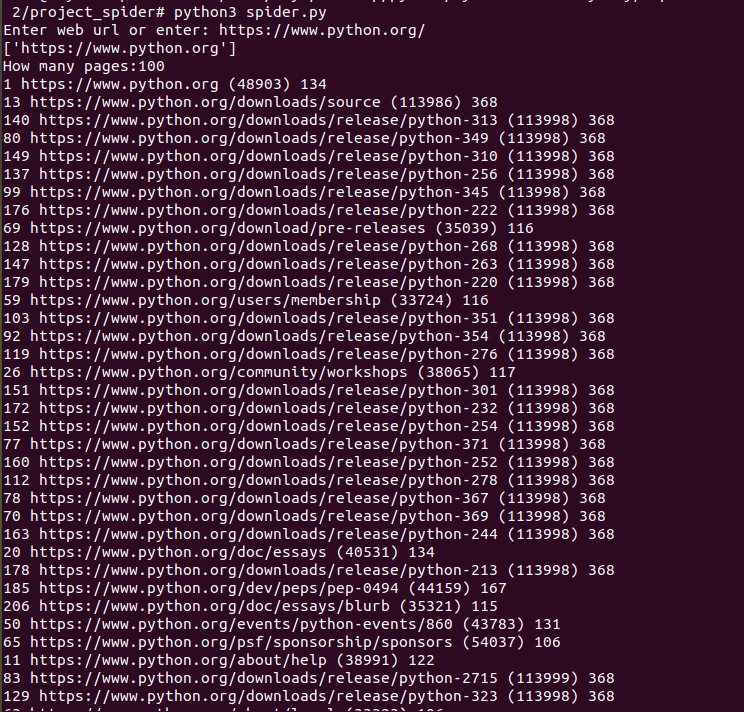 2/project_spider# python3 spider.py
Enter web url or enter: https://www.python.org/
['https://www.python.org']
How many pages:100
1 https://www.python.org (48903) 134
13 https://www.python.org/downloads/source (113986) 368
140 https://www.python.org/downloads/release/python-313 (113998) 368
80 https://www.python.org/downloads/release/python-349 (113998) 368
149 https://www.python.org/downloads/release/python-310 (113998) 368
137 https://www.python.org/downloads/release/python-256 (113998) 368
99 https://www.python.org/downloads/release/python-345 (113998) 368
176 https://www.python.org/downloads/release/python-222 (113998) 368
69 https://www.python.org/download/pre-releases (35039) 116
128 https://www.python.org/downloads/release/python-268 (113998) 368
147 https://www.python.org/downloads/release/python-263 (113998) 368
179 https://www.python.org/downloads/release/python-220 (113998) 368
59 https://www.python.org/users/membership (33724) 116
103 https://www.python.org/downloads/release/python-351 (113998) 368
92 https://www.python.org/downloads/release/python-354 (113998) 368
119 https://www.python.org/downloads/release/python-276 (113998) 368
26 https://www.python.org/community/workshops (38065) 117
151 https://www.python.org/downloads/release/python-301 (113998) 368
172 https://www.python.org/downloads/release/python-232 (113998) 368
152 https://www.python.org/downloads/release/python-254 (113998) 368
77 https://www.python.org/downloads/release/python-371 (113998) 368
160 https://www.python.org/downloads/release/python-252 (113998) 368
112 https://www.python.org/downloads/release/python-278 (113998) 368
78 https://www.python.org/downloads/release/python-367 (113998) 368
70 https://www.python.org/downloads/release/python-369 (113998) 368
163 https://www.python.org/downloads/release/python-244 (113998) 368
20 https://www.python.org/doc/essays (40531) 134
178 https://www.python.org/downloads/release/python-213 (113998) 368
185 https://www.python.org/dev/peps/pep-0494 (44159) 167
206 https://www.python.org/doc/essays/blurb (35321) 115
50 https://www.python.org/events/python-events/860 (43783) 131
65 https://www.python.org/psf/sponsorship/sponsors (54037) 106
11 https://www.python.org/about/help (38991) 122
83 https://www.python.org/downloads/release/python-2715 (113999) 368
129 https://www.python.org/downloads/release/python-323 (113998) 368